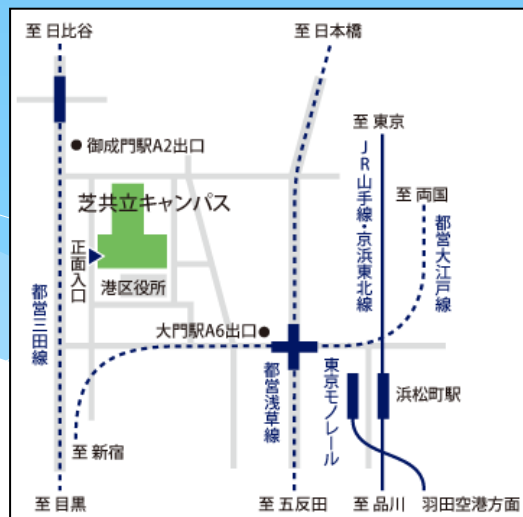 至 日比谷
至 日本橋
至 東京
御成門駅A2出口
JR山手線・京浜東北線
至 両国
芝共立キャンパス
正面入口
都営大江戸線
港区役所
都営三田線
大門駅A6出口
都営浅草線
東京モノレール
浜松町駅
至 新宿
至 目黒
至 五反田
至 品川
羽田空港方面